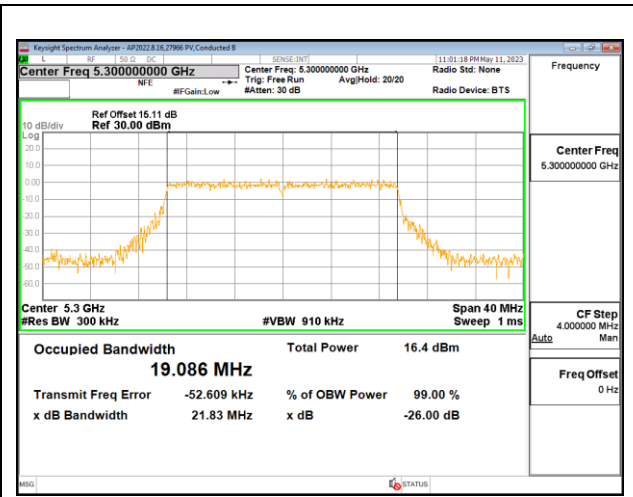 Keysight Spectrum Analyzer - AP2022.8.16,27966 PV,Conducted B
L RF 50 Ω DC SENSE:INT 11:01:18 PM May 11, 2023
Center Freq 5.300000000 GHz
NFE
#IFGain:Low
Center Freq: 5.300000000 GHz
Trig: Free Run Avg|Hold: 20/20
#Atten: 30 dB
Radio Std: None
Radio Device: BTS
Frequency
Ref Offset 15.11 dB
10 dB/div Ref 30.00 dBm
Log
20.0
10.0
0.00
-10.0
-20.0
-30.0
-40.0
-50.0
-60.0
Center 5.3 GHz Span 40 MHz
#Res BW 300 kHz #VBW 910 kHz Sweep 1 ms
Occupied Bandwidth Total Power 16.4 dBm
19.086 MHz
Transmit Freq Error -52.609 kHz % of OBW Power 99.00 %
x dB Bandwidth 21.83 MHz x dB -26.00 dB
Center Freq
5.300000000 GHz
CF Step
4.000000 MHz
Auto Man
Freq Offset
0 Hz
MSG STATUS